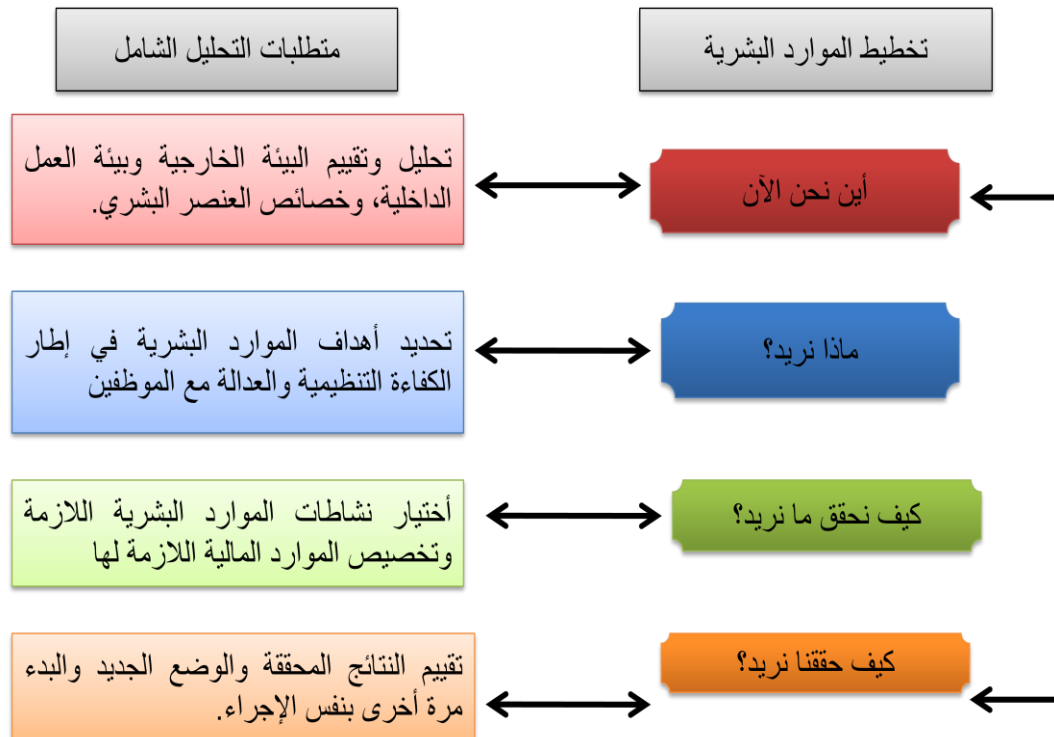 تخطيط الموارد البشرية
متطلبات التحليل الشامل
أين نحن الآن
تحليل وتقييم البيئة الخارجية وبيئة العمل
الداخلية، وخصائص العنصر البشري.
ماذا نريد؟
تحديد أهداف الموارد البشرية في إطار
الكفاءة التنظيمية والعدالة مع الموظفين
كيف نحقق ما نريد؟
أختيار نشاطات الموارد البشرية اللازمة
وتخصيص الموارد المالية اللازمة لها
كيف حققنا نريد؟
تقييم النتائج المحققة والوضع الجديد والبدء
مرة أخرى بنفس الإجراء.